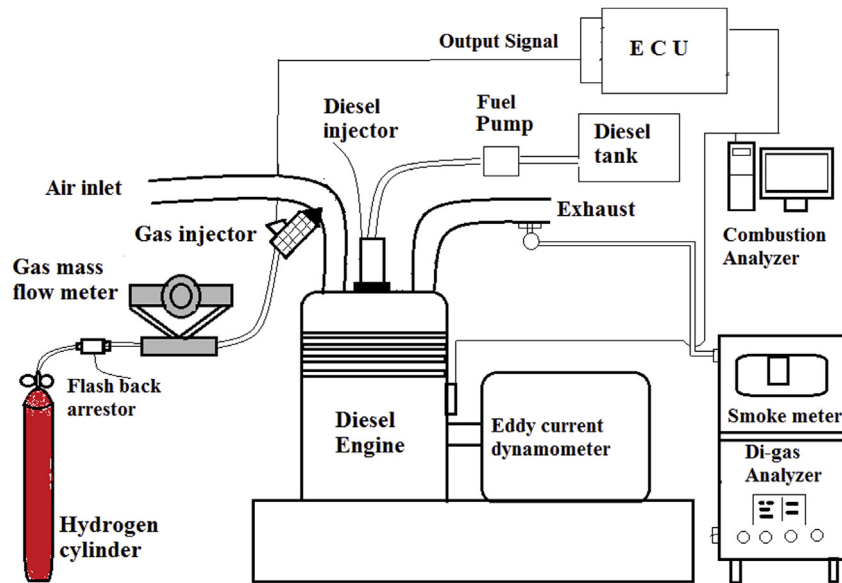 Output Signal
E C U
Diesel
injector
Fuel
Pump
Diesel
tank
Air inlet
Gas injector
Exhaust
Combustion
Analyzer
Gas mass
flow meter
Flash back
arrestor
Diesel
Engine
Eddy current
dynamometer
Smoke meter
Di-gas
Analyzer
Hydrogen
cylinder